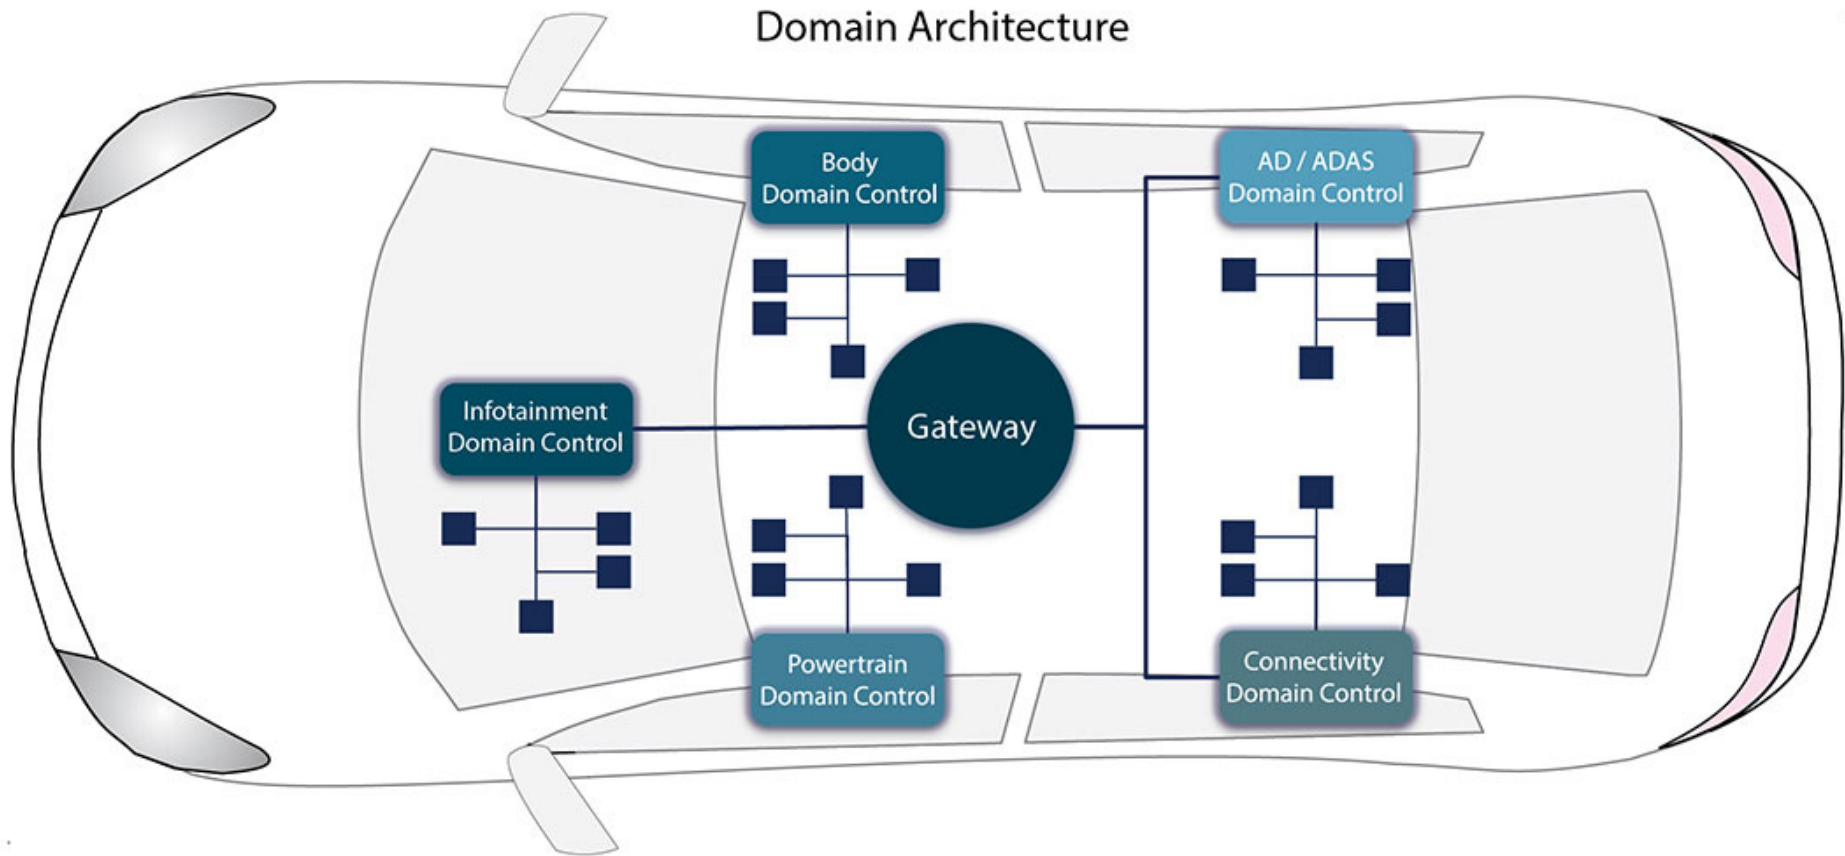 Domain Architecture
Body
Domain Control
AD / ADAS
Domain Control
Infotainment
Domain Control
Gateway
Powertrain
Domain Control
Connectivity
Domain Control